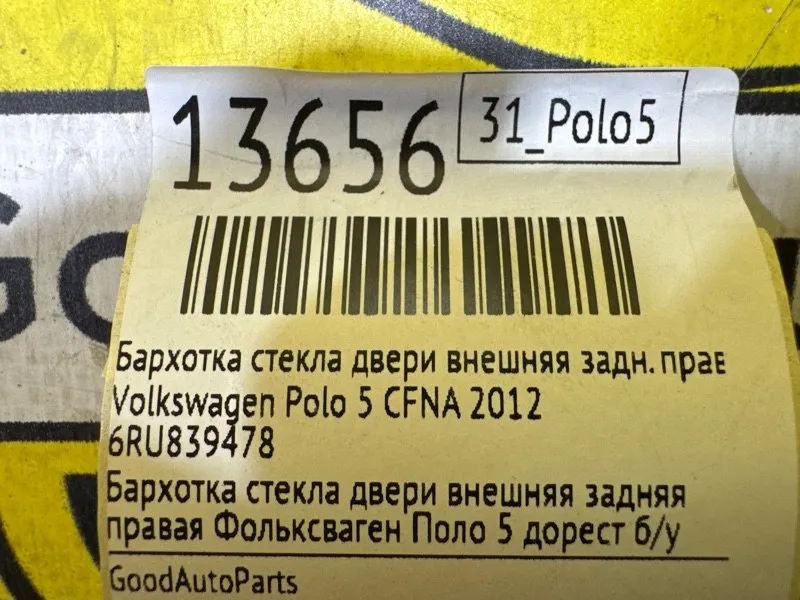 13656
31_Polo5
Бархотка стекла двери внешняя задн. прав
Volkswagen Polo 5 CFNA 2012
6RU839478
Бархотка стекла двери внешняя задняя
правая Фольксваген Поло 5 дорест б/у
GoodAutoParts